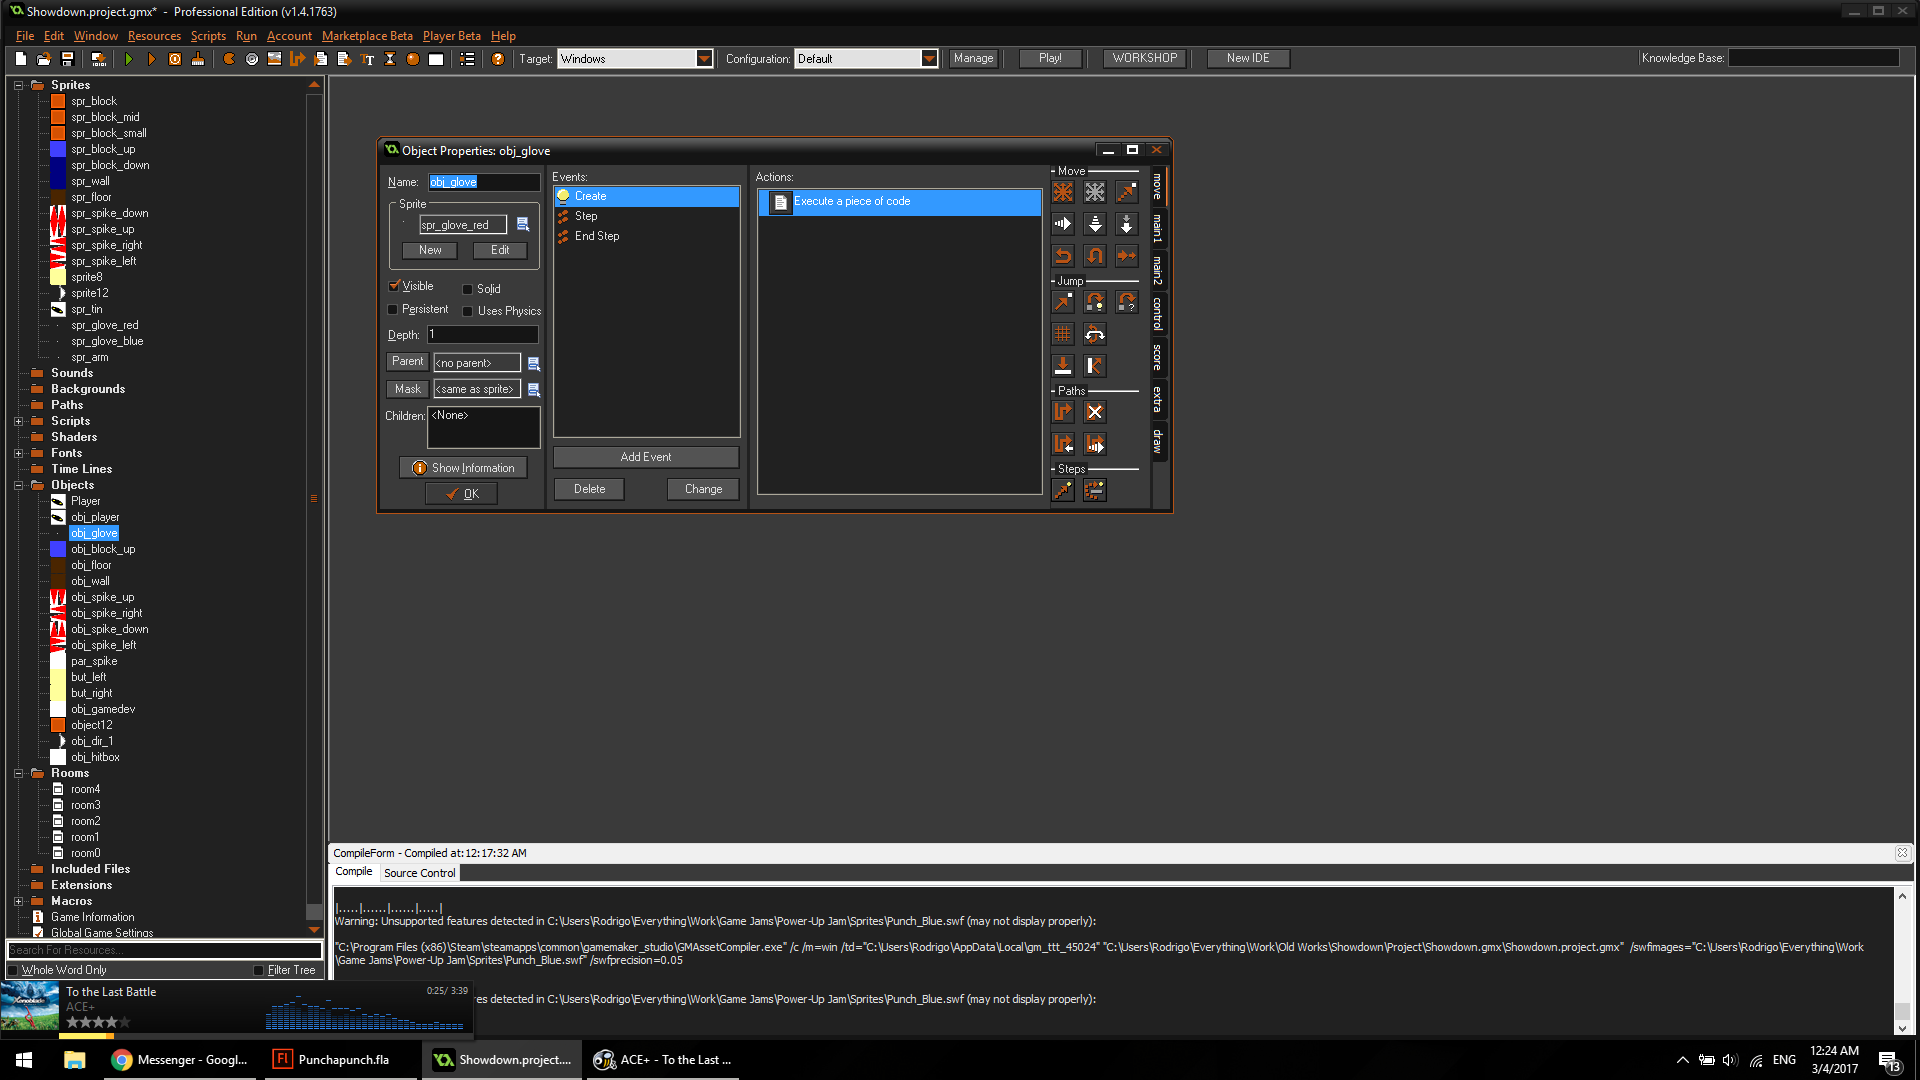 Showdown.project.gmx* - Professional Edition (v1.4.1763)
File Edit Window Resources Scripts Run Account Marketplace Beta Player Beta Help
Target: Windows Configuration: Default Manage Play! WORKSHOP New IDE Knowledge Base:
Sprites
spr_block
spr_block_mid
spr_block_small
spr_block_up
spr_block_down
spr_wall
spr_floor
spr_spike_down
spr_spike_up
spr_spike_right
spr_spike_left
sprite8
sprite12
spr_tin
spr_glove_red
spr_glove_blue
spr_arm
Sounds
Backgrounds
Paths
Scripts
Shaders
Fonts
Time Lines
Objects
Player
obj_player
obj_glove
obj_block_up
obj_floor
obj_wall
obj_spike_up
obj_spike_right
obj_spike_down
obj_spike_left
par_spike
but_left
but_right
obj_gamedev
object12
obj_dir_1
obj_hitbox
Rooms
room4
room3
room2
room1
room0
Included Files
Extensions
Macros
Game Information
Global Game Settings
Search For Resources...
Whole Word Only Filter Tree
Object Properties: obj_glove
Name: obj_glove
Sprite
spr_glove_red
New Edit
Visible Solid
Persistent Uses Physics
Depth: 1
Parent <no parent>
Mask <same as sprite>
Children: <None>
Show Information
OK
Events:
Create
Step
End Step
Add Event
Delete Change
Actions:
Execute a piece of code
Move
Jump
Paths
Steps
move
main1
main2
control
score
extra
draw
CompileForm - Compiled at:12:17:32 AM
Compile Source Control
|.....|......|......|.....|
Warning: Unsupported features detected in C:\Users\Rodrigo\Everything\Work\Game Jams\Power-Up Jam\Sprites\Punch_Blue.swf (may not display properly):
"C:\Program Files (x86)\Steam\steamapps\common\gamemaker_studio\GMAssetCompiler.exe" /c /m=win /td="C:\Users\Rodrigo\AppData\Local\gm_ttt_45024" "C:\Users\Rodrigo\Everything\Work\Old Works\Showdown\Project\Showdown.gmx\Showdown.project.gmx" /swfimages="C:\Users\Rodrigo\Everything\Work
\Game Jams\Power-Up Jam\Sprites\Punch_Blue.swf" /swfprecision=0.05
res detected in C:\Users\Rodrigo\Everything\Work\Game Jams\Power-Up Jam\Sprites\Punch_Blue.swf (may not display properly):
To the Last Battle 0:25/ 3:39
ACE+
Messenger - Googl... Punchapunch.fla Showdown.project.... ACE+ - To the Last ...
ENG 12:24 AM
3/4/2017
13